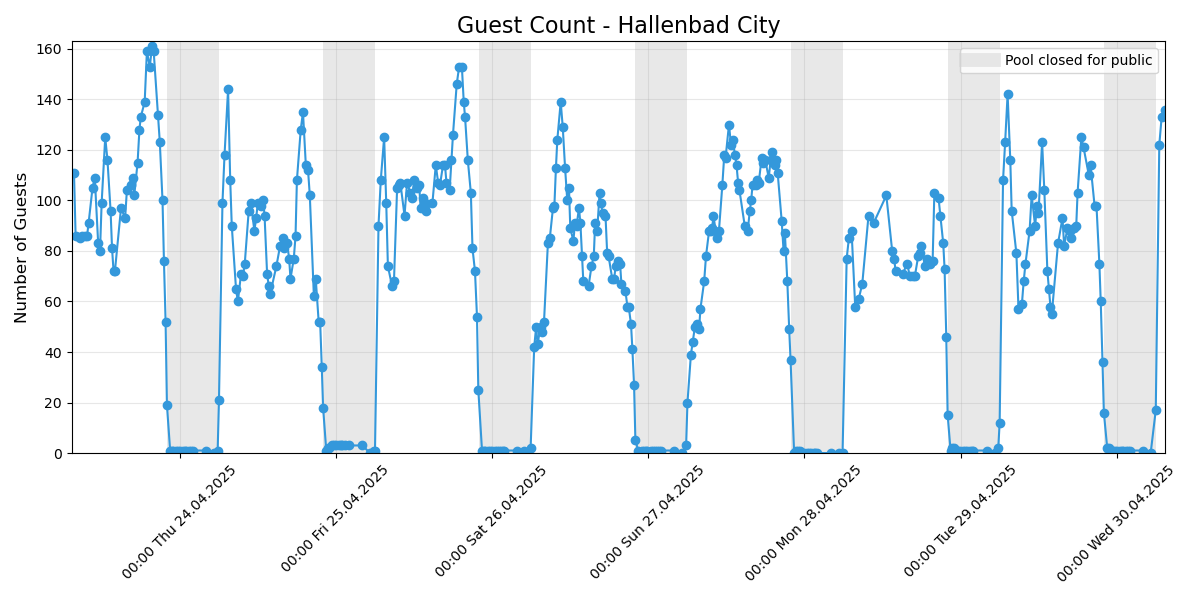 Guest Count - Hallenbad City
Pool closed for public
Number of Guests
160
140
120
100
80
60
40
20
0
00:00 Thu 24.04.2025
00:00 Fri 25.04.2025
00:00 Sat 26.04.2025
00:00 Sun 27.04.2025
00:00 Mon 28.04.2025
00:00 Tue 29.04.2025
00:00 Wed 30.04.2025